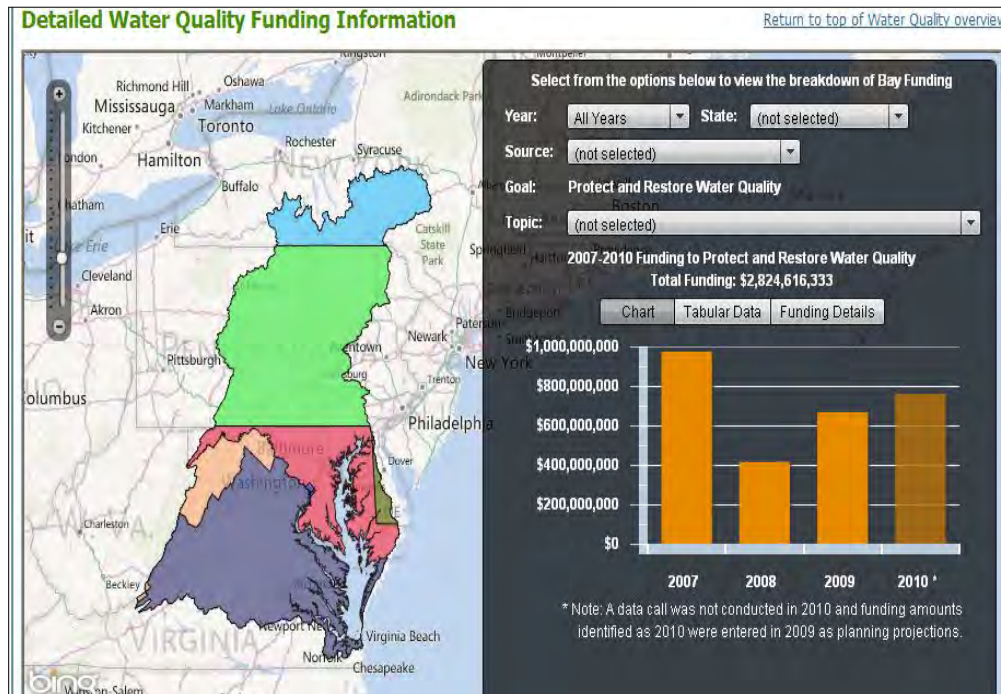 Detailed Water Quality Funding Information
Return to top of Water Quality overview
Select from the options below to view the breakdown of Bay Funding
Year: All Years State: (not selected)
Source: (not selected)
Goal: Protect and Restore Water Quality
Topic: (not selected)
2007-2010 Funding to Protect and Restore Water Quality
Total Funding: $2,824,616,333
Chart Tabular Data Funding Details
$1,000,000,000
$800,000,000
$600,000,000
$400,000,000
$200,000,000
$0
2007 2008 2009 2010 *
* Note: A data call was not conducted in 2010 and funding amounts
identified as 2010 were entered in 2009 as planning projections.
Kingston
Montpelier
Richmond Hill
Oshawa
Mississauga
Markham
Lake Ontario
Adirondack Park
Kitchener
Toronto
Rochester
Syracuse
Hamilton
NEW YORK
Buffalo
Chatham
Boston
Erie
Lake Erie
Catskill
State
Park
Cleveland
Akron
Newark
Bridgeport
New York
Pittsburgh
Trenton
Columbus
Philadelphia
Baltimore
Dover
Washington
Charleston
Beckley
VIRGINIA
Newport
Virginia Beach
Norfolk
Chesapeake
bing